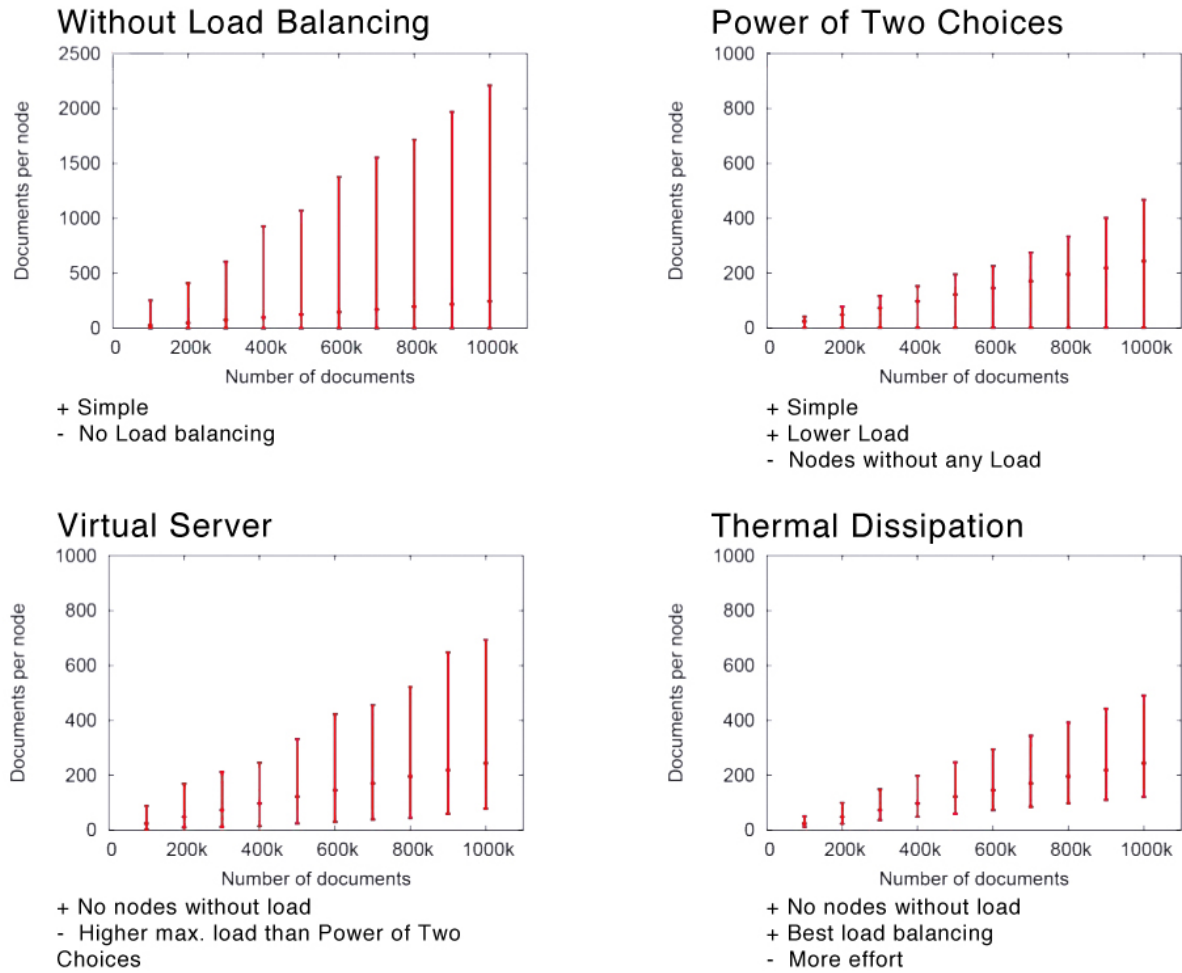 Without Load Balancing
2500
2000
1500
1000
500
0
Documents per node
0 200k 400k 600k 800k 1000k
Number of documents
+ Simple
- No Load balancing
Power of Two Choices
1000
800
600
400
200
0
Documents per node
0 200k 400k 600k 800k 1000k
Number of documents
+ Simple
+ Lower Load
- Nodes without any Load
Virtual Server
1000
800
600
400
200
0
Documents per node
0 200k 400k 600k 800k 1000k
Number of documents
+ No nodes without load
- Higher max. load than Power of Two
Choices
Thermal Dissipation
1000
800
600
400
200
0
Documents per node
0 200k 400k 600k 800k 1000k
Number of documents
+ No nodes without load
+ Best load balancing
- More effort